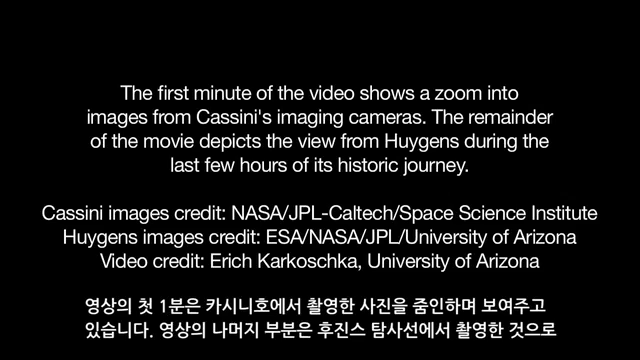 The first minute of the video shows a zoom into
images from Cassini's imaging cameras. The remainder
of the movie depicts the view from Huygens during the
last few hours of its historic journey.
Cassini images credit: NASA/JPL-Caltech/Space Science Institute
Huygens images credit: ESA/NASA/JPL/University of Arizona
Video credit: Erich Karkoschka, University of Arizona
영상의 첫 1분은 카시니호에서 촬영한 사진을 줌인하며 보여주고
있습니다. 영상의 나머지 부분은 후진스 탐사선에서 촬영한 것으로